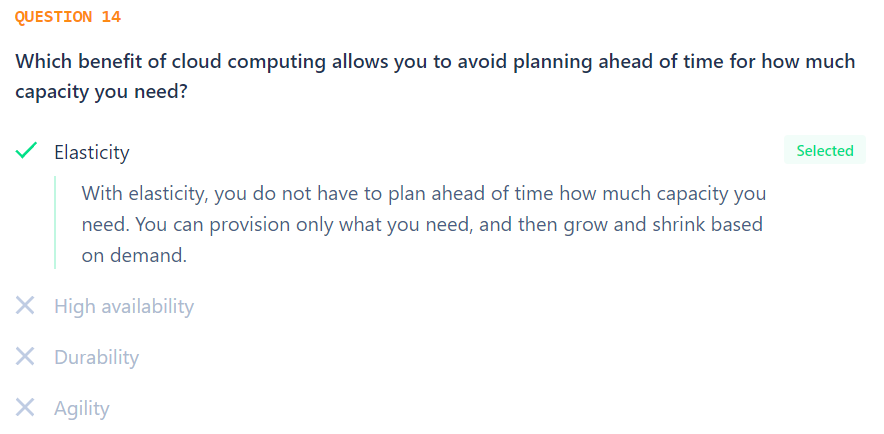 QUESTION 14
Which benefit of cloud computing allows you to avoid planning ahead of time for how much
capacity you need?
Elasticity
Selected
With elasticity, you do not have to plan ahead of time how much capacity you
need. You can provision only what you need, and then grow and shrink based
on demand.
High availability
Durability
Agility